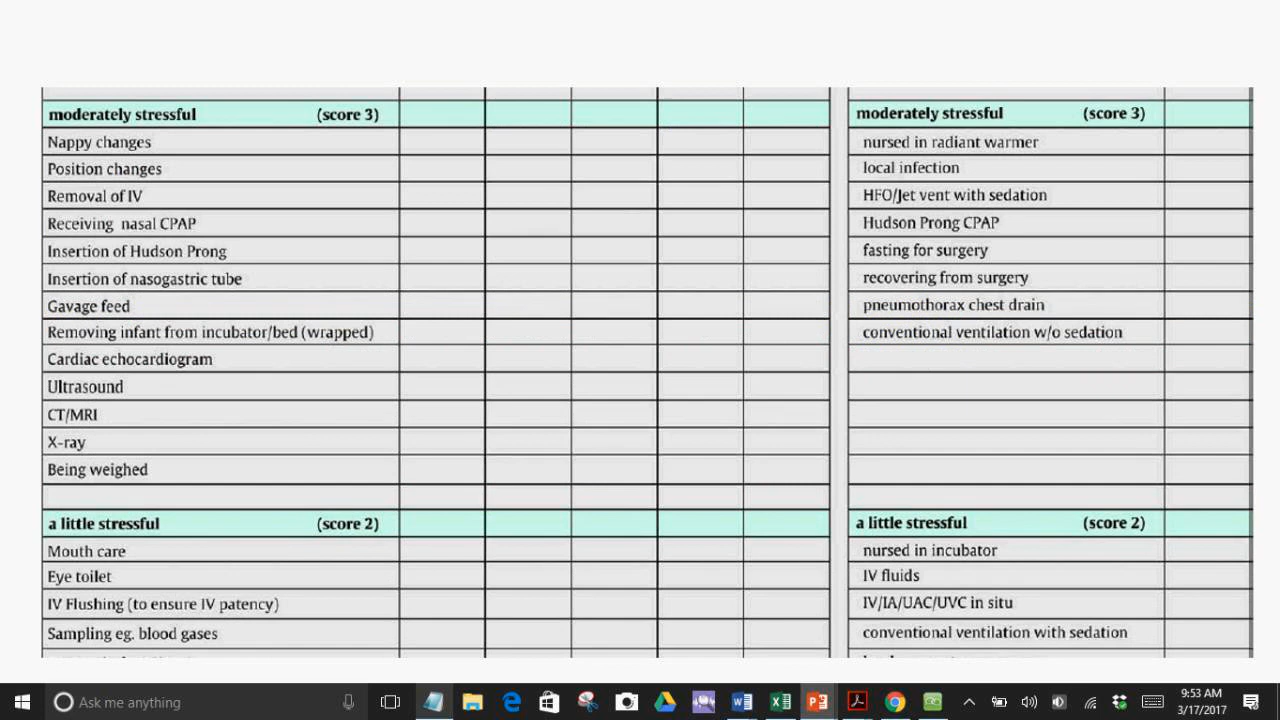 moderately stressful (score 3)
Nappy changes
Position changes
Removal of IV
Receiving nasal CPAP
Insertion of Hudson Prong
Insertion of nasogastric tube
Gavage feed
Removing infant from incubator/bed (wrapped)
Cardiac echocardiogram
Ultrasound
CT/MRI
X-ray
Being weighed
a little stressful (score 2)
Mouth care
Eye toilet
IV Flushing (to ensure IV patency)
Sampling eg. blood gases
moderately stressful (score 3)
nursed in radiant warmer
local infection
HFO/Jet vent with sedation
Hudson Prong CPAP
fasting for surgery
recovering from surgery
pneumothorax chest drain
conventional ventilation w/o sedation
a little stressful (score 2)
nursed in incubator
IV fluids
IV/IA/UAC/UVC in situ
conventional ventilation with sedation
Ask me anything
9:53 AM
3/17/2017